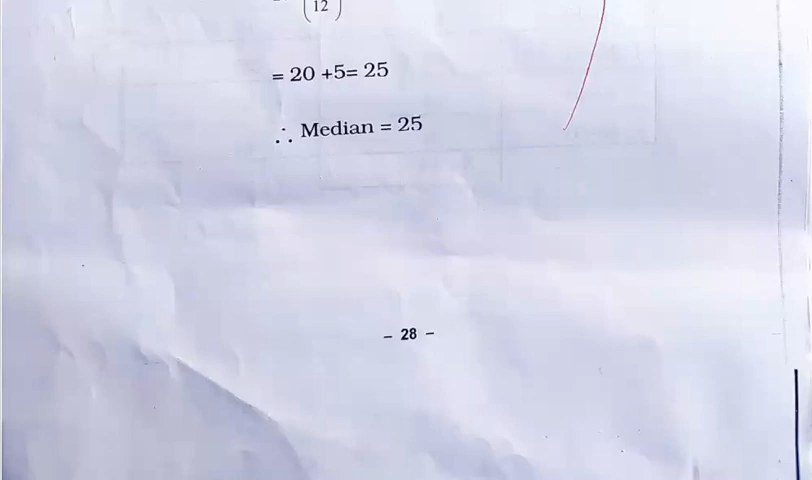 12
= 20 +5= 25
∴ Median = 25
– 28 –